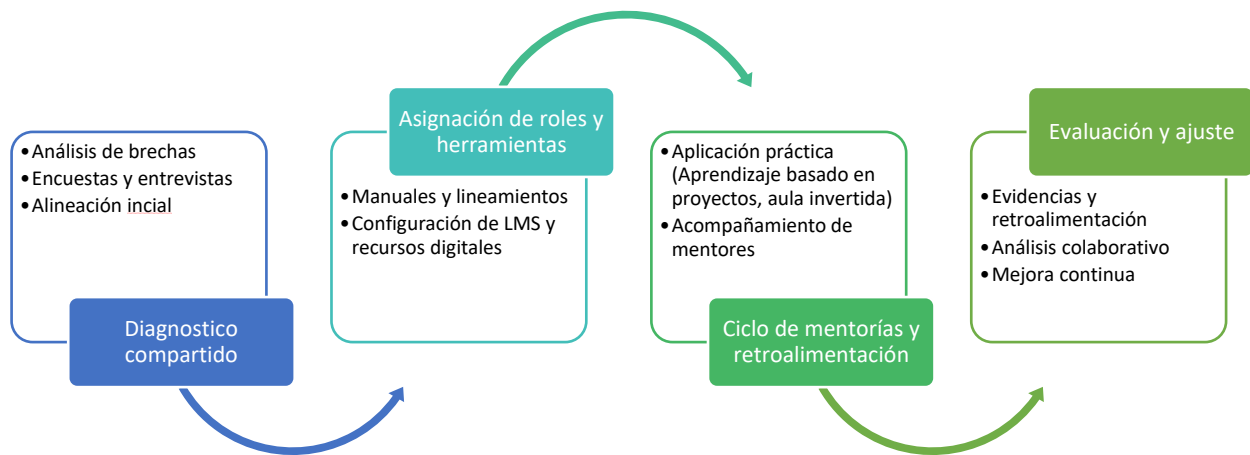 •Análisis de brechas
•Encuestas y entrevistas
•Alineación incial
Diagnostico
compartido
Asignación de roles y
herramientas
•Manuales y lineamientos
•Configuración de LMS y
recursos digitales
•Aplicación práctica
(Aprendizaje basado en
proyectos, aula invertida)
•Acompañamiento de
mentores
Ciclo de mentorías y
retroalimentación
Evaluación y ajuste
•Evidencias y
retroalimentación
•Análisis colaborativo
•Mejora continua